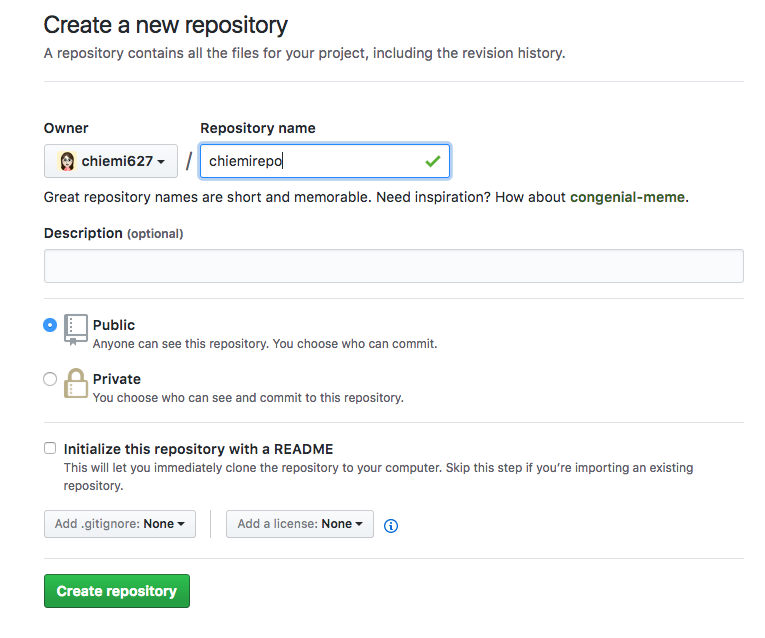 Create a new repository
A repository contains all the files for your project, including the revision history.
Owner
Repository name
chiemi627
/
chiemirepo
Great repository names are short and memorable. Need inspiration? How about congenial-meme.
Description (optional)
Public
Anyone can see this repository. You choose who can commit.
Private
You choose who can see and commit to this repository.
Initialize this repository with a README
This will let you immediately clone the repository to your computer. Skip this step if you’re importing an existing
repository.
Add .gitignore: None
Add a license: None
Create repository